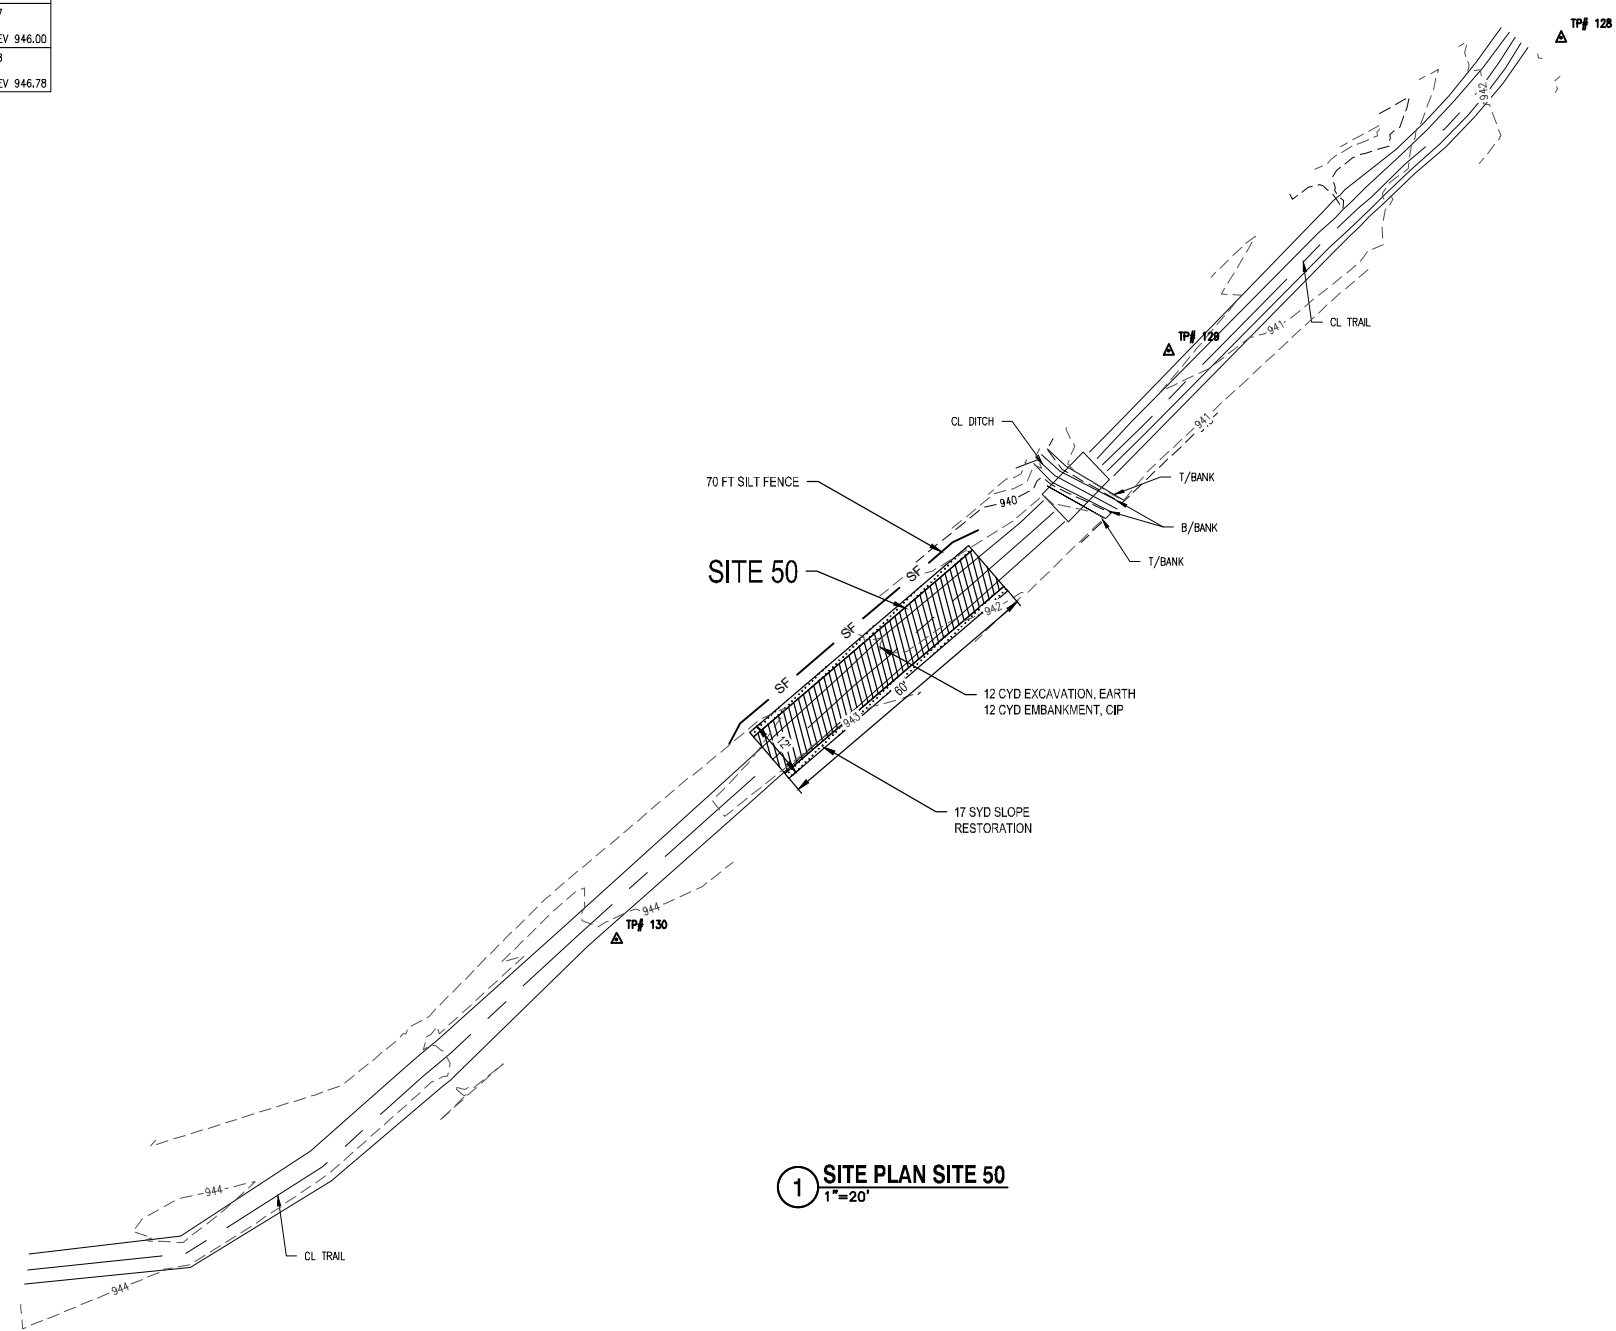 EV 946.00
EV 946.78
TP# 128
942
CL TRAIL
941
TP# 129
941
CL DITCH
T/BANK
70 FT SILT FENCE
940
B/BANK
T/BANK
SITE 50
SF
942
SF
SF
60'
12 CYD EXCAVATION, EARTH
12 CYD EMBANKMENT, CIP
943
12'
17 SYD SLOPE
RESTORATION
944
TP# 130
1
SITE PLAN SITE 50
1"=20'
944
CL TRAIL
944